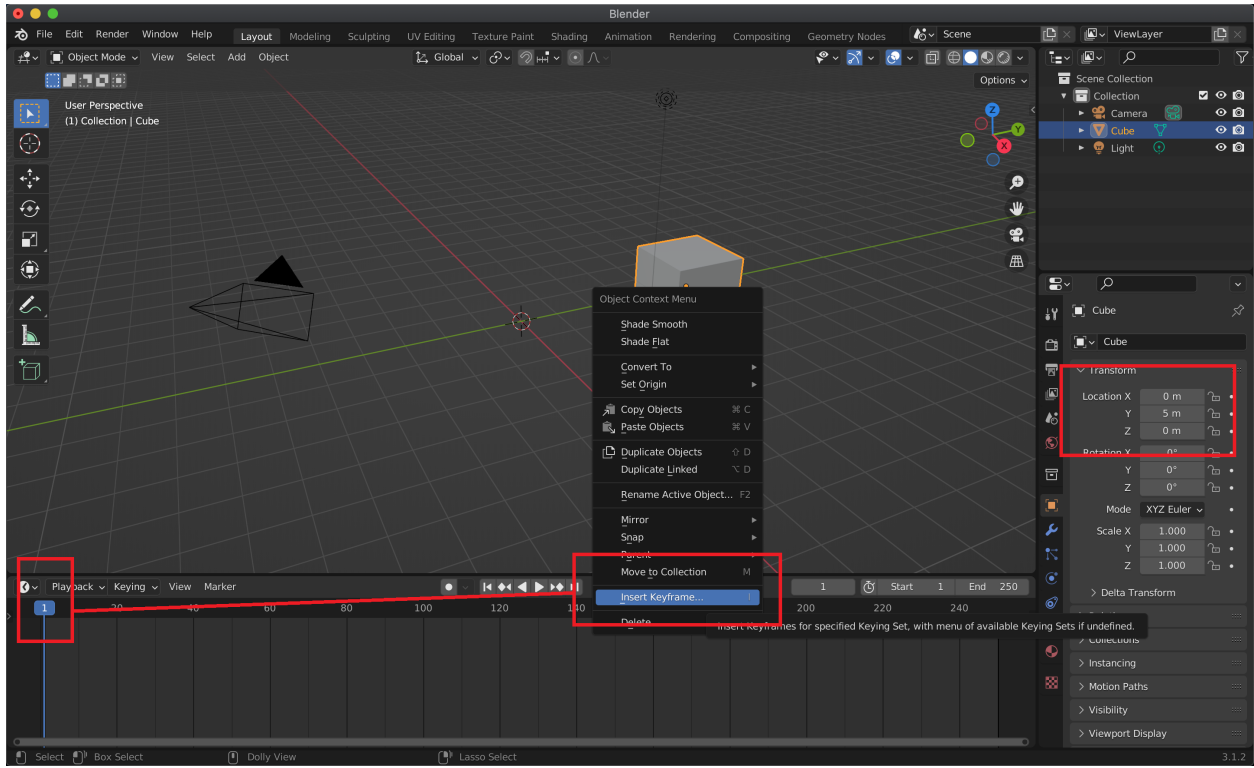 Blender
File Edit Render Window Help Layout Modeling Sculpting UV Editing Texture Paint Shading Animation Rendering Compositing Geometry Nodes Scene ViewLayer
Object Mode View Select Add Object Global
Options
User Perspective
(1) Collection | Cube
Z
Y
X
Scene Collection
Collection
Camera
Cube
Light
Object Context Menu
Shade Smooth
Shade Flat
Convert To
Set Origin
Copy Objects ⌘ C
Paste Objects ⌘ V
Duplicate Objects ⇧ D
Duplicate Linked ⌥ D
Rename Active Object... F2
Mirror
Snap
Parent
Move to Collection M
Insert Keyframe... I
Delete
Insert Keyframes for specified Keying Set, with menu of available Keying Sets if undefined.
Cube
Cube
Transform
Location X 0 m
Y 5 m
Z 0 m
Rotation X 0°
Y 0°
Z 0°
Mode XYZ Euler
Scale X 1.000
Y 1.000
Z 1.000
Delta Transform
Collections
Instancing
Motion Paths
Visibility
Viewport Display
Playback Keying View Marker 1 Start 1 End 250
1 20 40 60 80 100 120 140 200 220 240
Select Box Select Dolly View Lasso Select 3.1.2